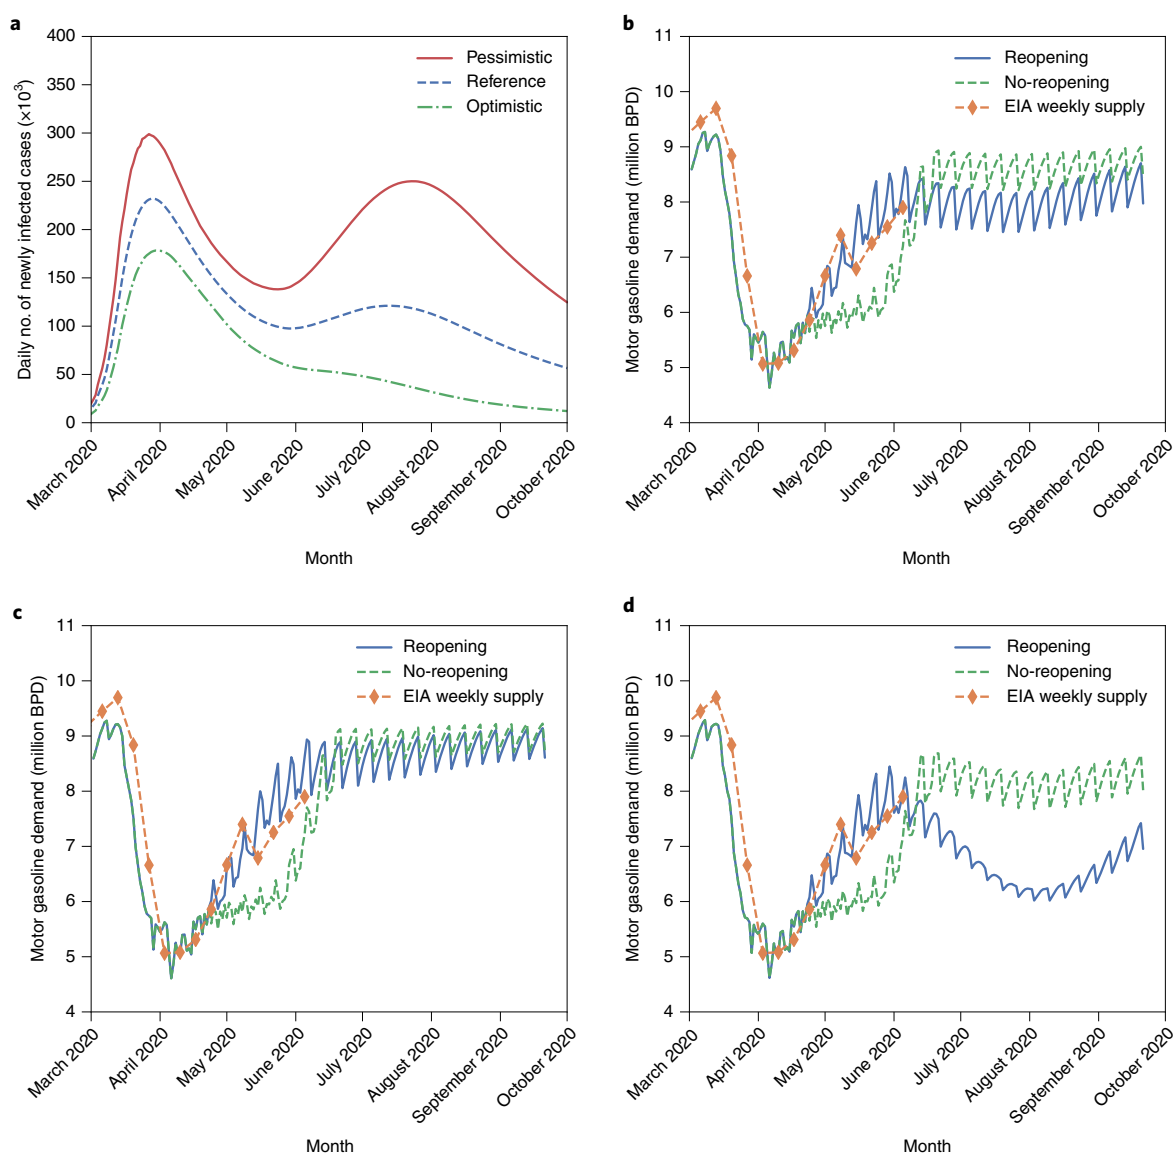 a
400
350
300
250
200
150
100
50
0
Daily no. of newly infected cases (×10³)
Pessimistic
Reference
Optimistic
March 2020
April 2020
May 2020
June 2020
July 2020
August 2020
September 2020
October 2020
Month
b
11
10
9
8
7
6
5
4
Motor gasoline demand (million BPD)
Reopening
No-reopening
EIA weekly supply
March 2020
April 2020
May 2020
June 2020
July 2020
August 2020
September 2020
October 2020
Month
c
11
10
9
8
7
6
5
4
Motor gasoline demand (million BPD)
Reopening
No-reopening
EIA weekly supply
March 2020
April 2020
May 2020
June 2020
July 2020
August 2020
September 2020
October 2020
Month
d
11
10
9
8
7
6
5
4
Motor gasoline demand (million BPD)
Reopening
No-reopening
EIA weekly supply
March 2020
April 2020
May 2020
June 2020
July 2020
August 2020
September 2020
October 2020
Month